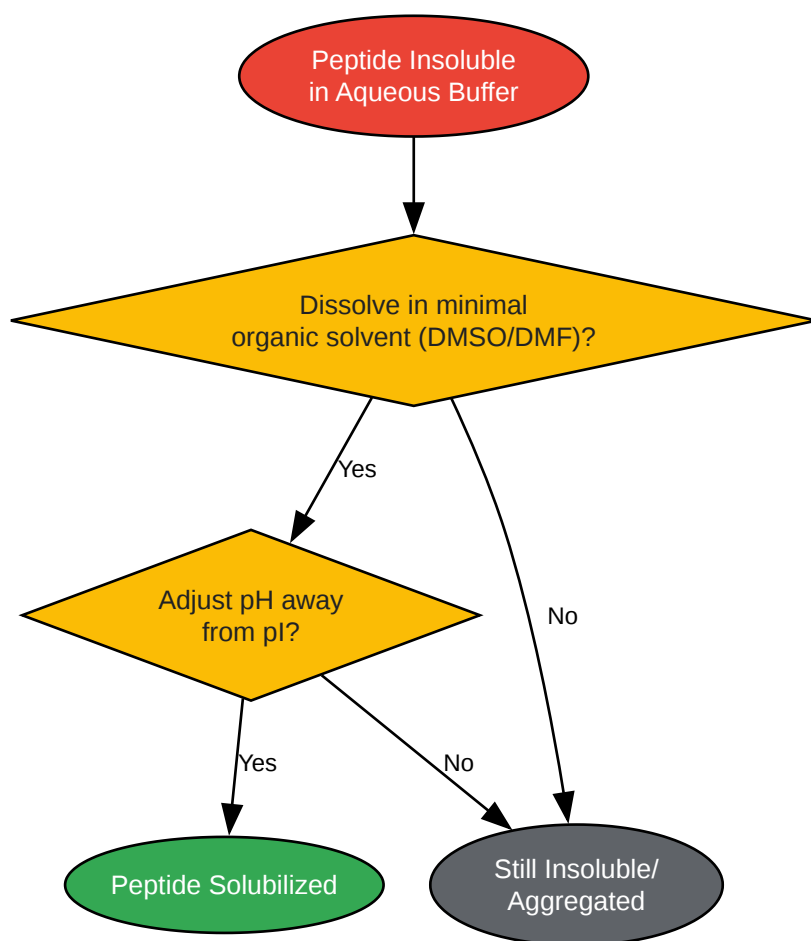 Peptide Insoluble
in Aqueous Buffer
Dissolve in minimal
organic solvent (DMSO/DMF)?
Yes
Adjust pH away
from pI?
No
Yes
No
Peptide Solubilized
Still Insoluble/
Aggregated